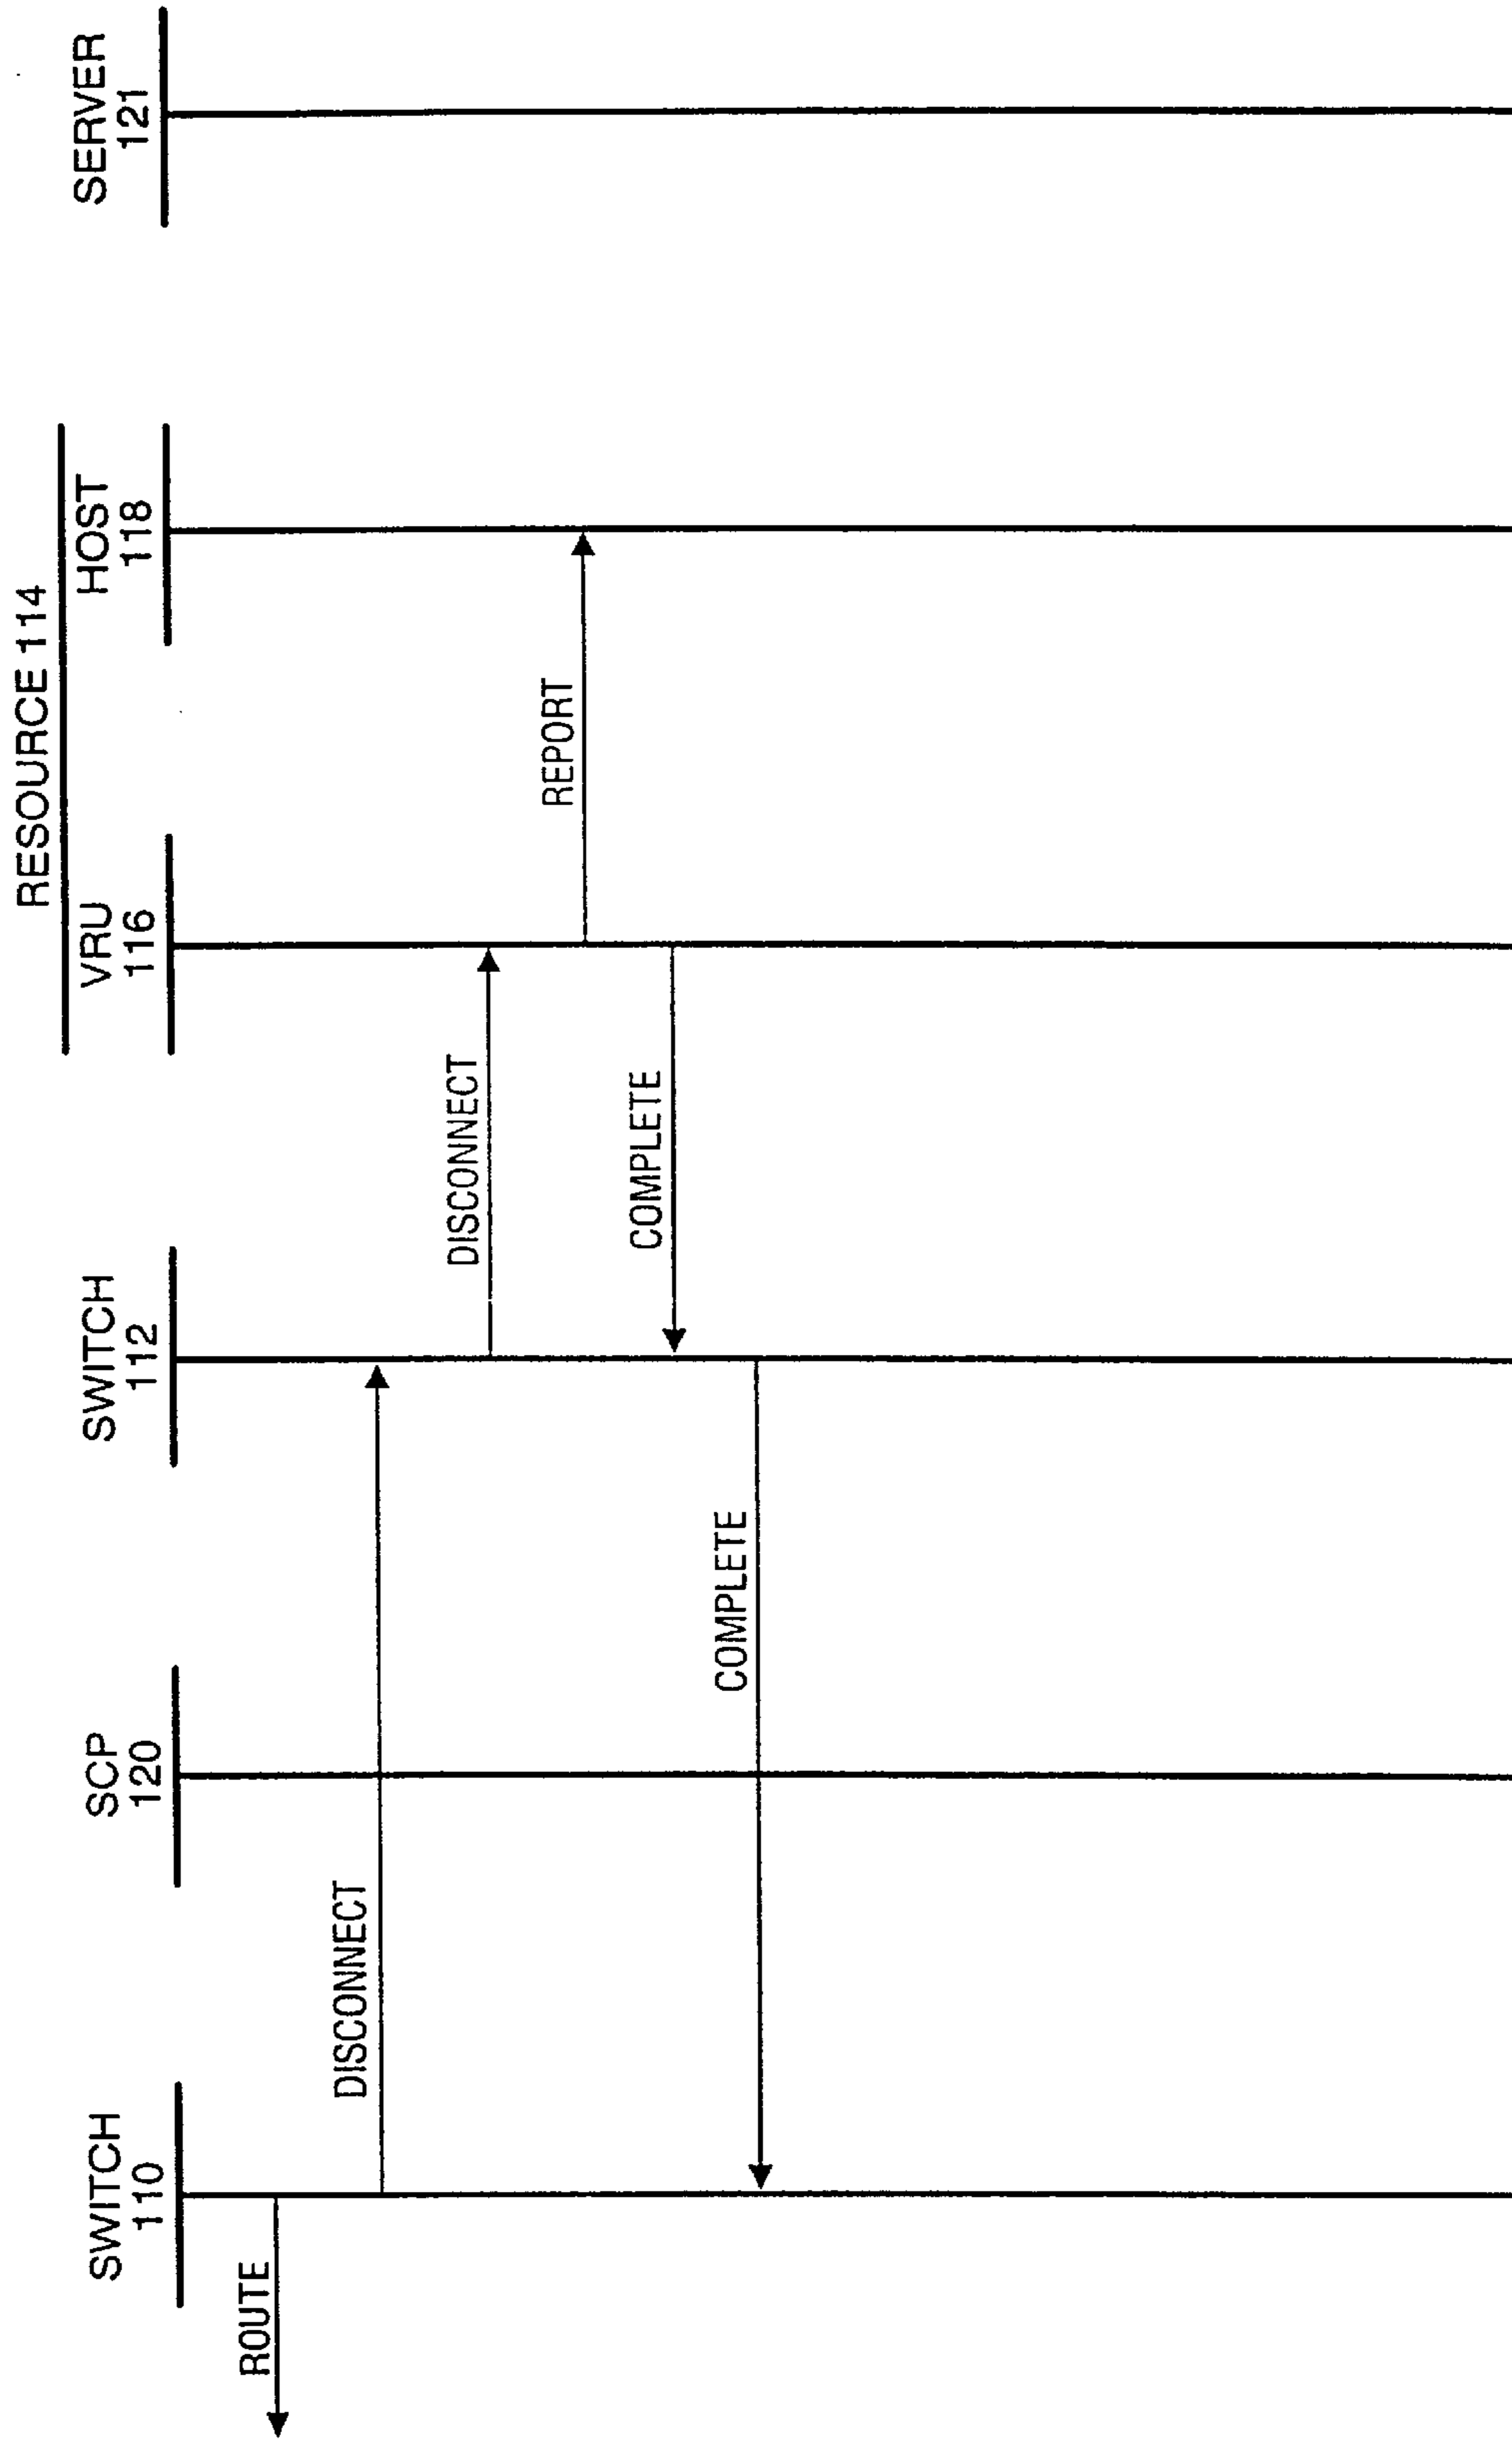 RESOURCE 114
SWITCH
110
SCP
120
SWITCH
112
VRU
116
HOST
118
SERVER
121
ROUTE
DISCONNECT
DISCONNECT
REPORT
COMPLETE
COMPLETE